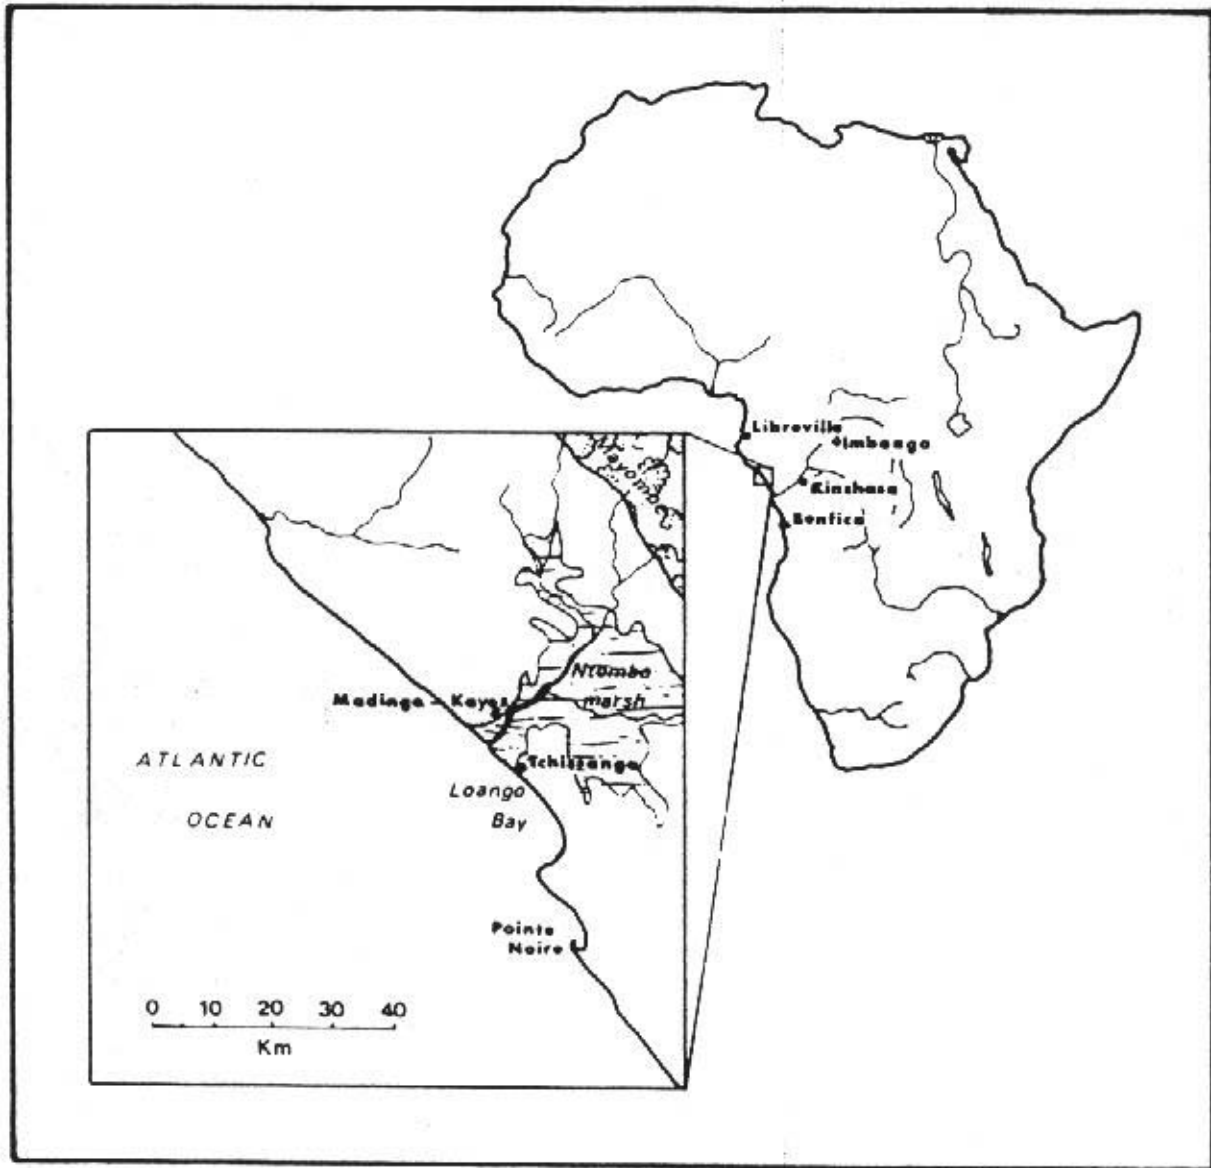 Libreville
Imbonga
Kinshasa
Benfica
Mayombe
Ntombo
marsh
Madingo - Kayes
Tchissanga
ATLANTIC
OCEAN
Loango
Bay
Pointe
Noire
0 10 20 30 40
Km